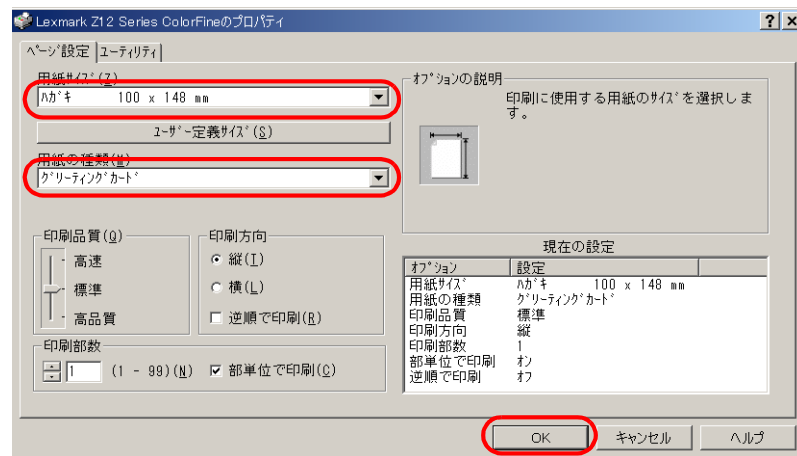 Lexmark Z12 Series ColorFineのプロパティ
ﾍﾟｰｼﾞ設定
ﾕｰﾃｨﾘﾃｨ
用紙ｻｲｽﾞ(Z)
ﾊｶﾞｷ 100 x 148 mm
ﾕｰｻﾞｰ定義ｻｲｽﾞ(S)
用紙の種類(M)
ｸﾞﾘｰﾃｨﾝｸﾞｶｰﾄﾞ
印刷品質(Q)
高速
標準
高品質
印刷方向
縦(T)
横(L)
逆順で印刷(R)
印刷部数
1 (1 - 99)(N)
部単位で印刷(C)
ｵﾌﾟｼｮﾝの説明
印刷に使用する用紙のｻｲｽﾞを選択しま
す。
現在の設定
ｵﾌﾟｼｮﾝ 設定
用紙ｻｲｽﾞ ﾊｶﾞｷ 100 x 148 mm
用紙の種類 ｸﾞﾘｰﾃｨﾝｸﾞｶｰﾄﾞ
印刷品質 標準
印刷方向 縦
印刷部数 1
部単位で印刷 ｵﾝ
逆順で印刷 ｵﾌ
OK
ｷｬﾝｾﾙ
ﾍﾙﾌﾟ